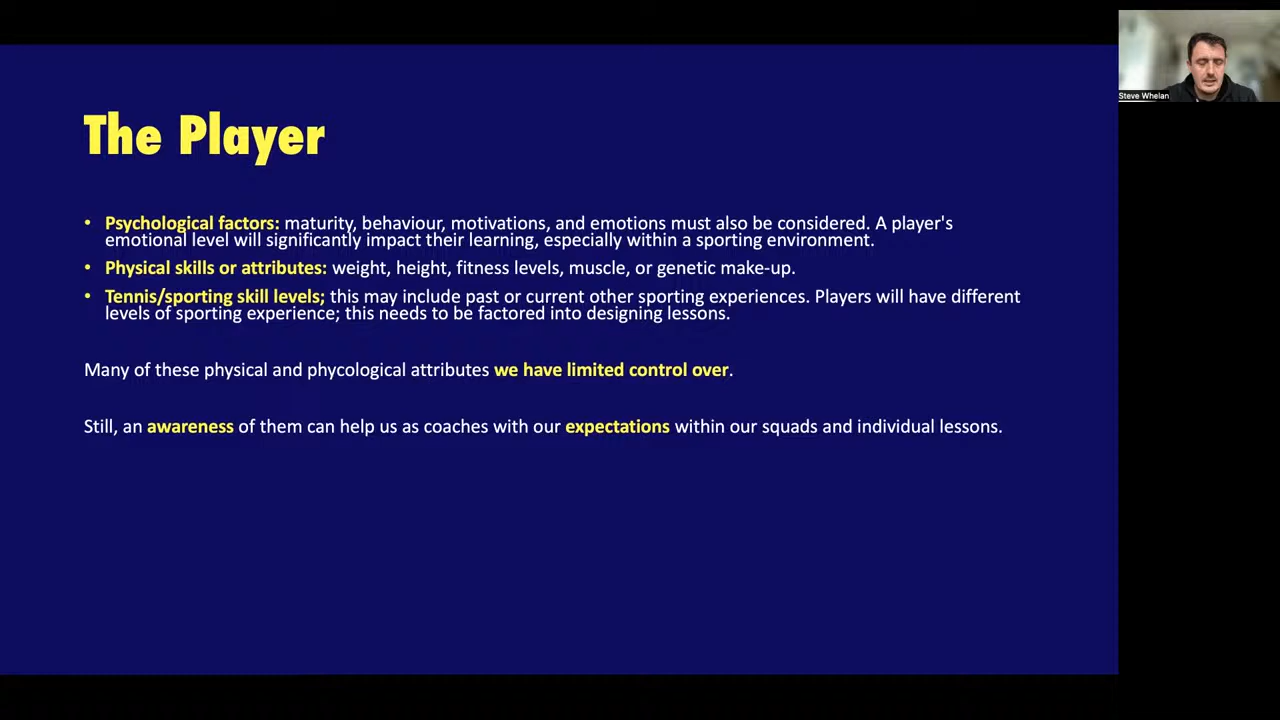 The Player
• Psychological factors: maturity, behaviour, motivations, and emotions must also be considered. A player's
emotional level will significantly impact their learning, especially within a sporting environment.
• Physical skills or attributes: weight, height, fitness levels, muscle, or genetic make-up.
• Tennis/sporting skill levels; this may include past or current other sporting experiences. Players will have different
levels of sporting experience; this needs to be factored into designing lessons.
Many of these physical and phycological attributes we have limited control over.
Still, an awareness of them can help us as coaches with our expectations within our squads and individual lessons.
Steve Whelan